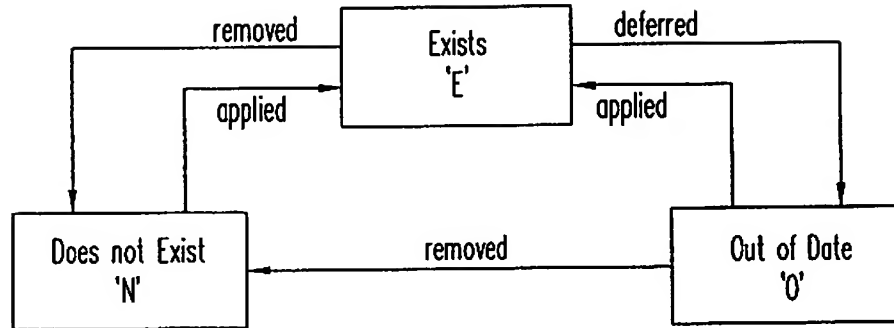 removed
Exists
'E'
deferred
applied
applied
Does not Exist
'N'
removed
Out of Date
'O'